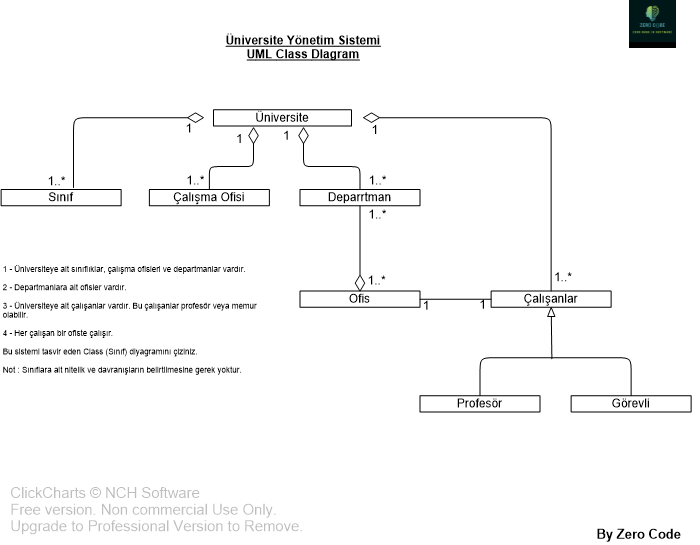 ZERO CODE
Üniversite Yönetim Sistemi
UML Class Diagram
Üniversite
1
1
1
1
1..*
1..*
1..*
Sınıf
Çalışma Ofisi
Deparrtman
1..*
1 - Üniversiteye ait sınıflıklar, çalışma ofisleri ve departmanlar vardır.
2 - Departmanlara ait ofisler vardır.
3 - Üniversiteye ait çalışanlar vardır. Bu çalışanlar profesör veya memur
olabilir.
4 - Her çalışan bir ofiste çalışır.
Bu sistemi tasvir eden Class (Sınıf) diyagramını çiziniz.
Not : Sınıflara ait nitelik ve davranışların belirtilmesine gerek yoktur.
1..*
1..*
Ofis
1
1
Çalışanlar
Profesör
Görevli
ClickCharts © NCH Software
Free version. Non commercial Use Only.
Upgrade to Professional Version to Remove.
By Zero Code